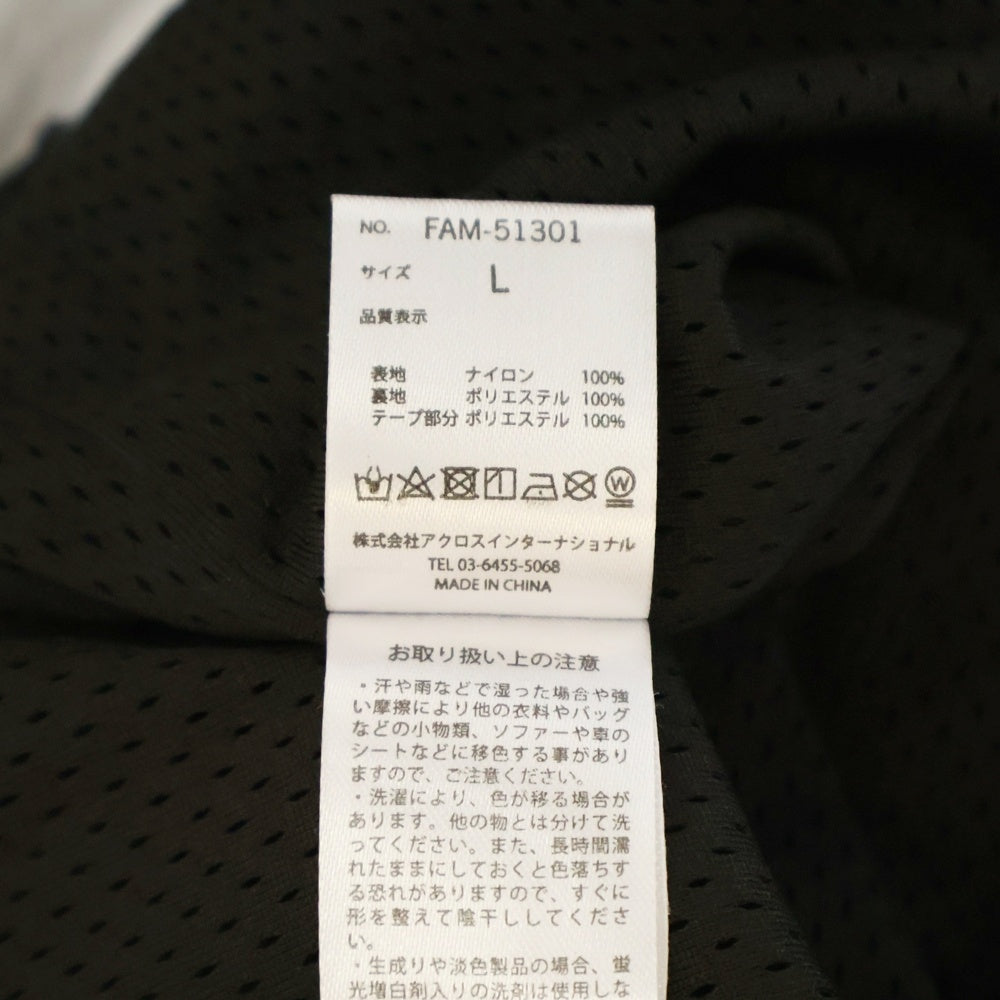 NO. FAM-51301
サイズ L
品質表示
表地 ナイロン 100%
裏地 ポリエステル 100%
テープ部分 ポリエステル 100%
W
株式会社アクロスインターナショナル
TEL 03-6455-5068
MADE IN CHINA
お取り扱い上の注意
・汗や雨などで湿った場合や強
い摩擦により他の衣料やバッグ
などの小物類、ソファーや車の
シートなどに移色する事があり
ますので、ご注意ください。
・洗濯により、色が移る場合が
あります。他の物とは分けて洗
ってください。また、長時間濡
れたままにしておくと色落ちす
る恐れがありますので、すぐに
形を整えて陰干ししてくださ
い。
・生成りや淡色製品の場合、蛍
光増白剤入りの洗剤は使用しな